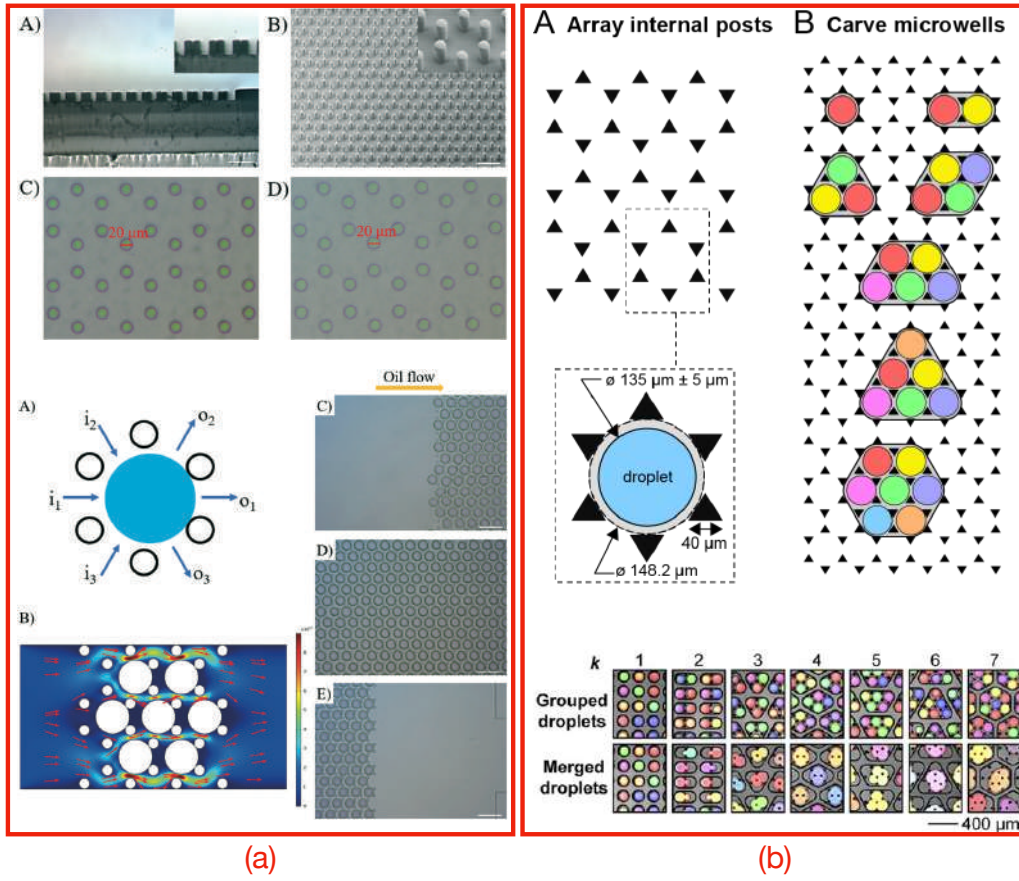 A)
B)
C)
20 μm
D)
20 μm
A)
i2
o2
i1
o1
i3
o3
B)
Oil flow
C)
D)
E)
(a)
A Array internal posts
ø 135 μm ± 5 μm
droplet
40 μm
ø 148.2 μm
B Carve microwells
k 1 2 3 4 5 6 7
Grouped
droplets
Merged
droplets
400 μm
(b)